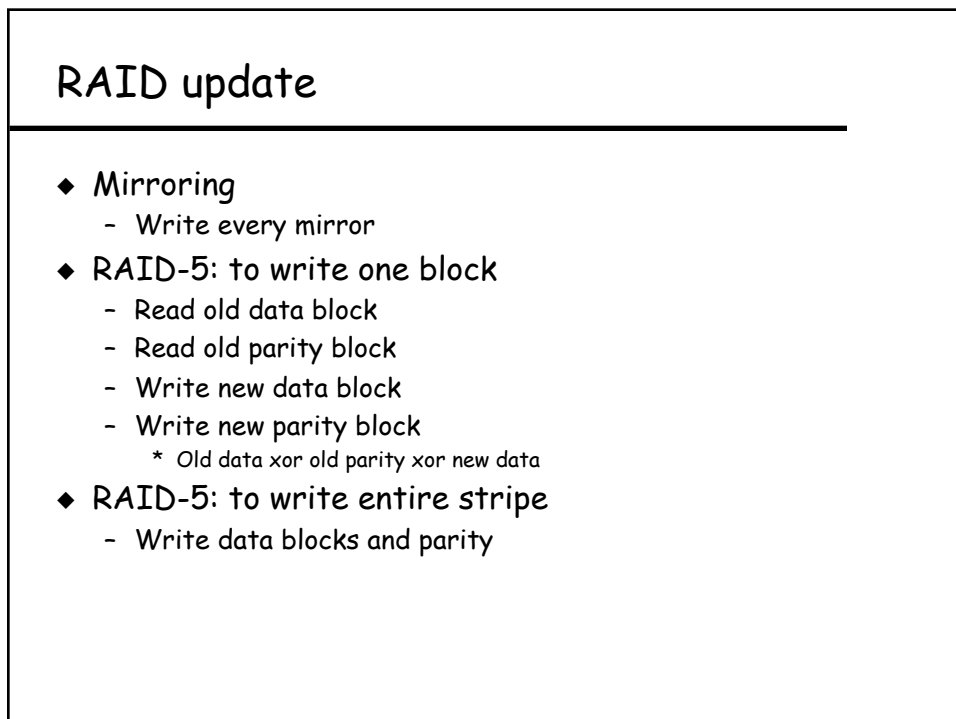 RAID update
◆ Mirroring
– Write every mirror
◆ RAID-5: to write one block
– Read old data block
– Read old parity block
– Write new data block
– Write new parity block
* Old data xor old parity xor new data
◆ RAID-5: to write entire stripe
– Write data blocks and parity